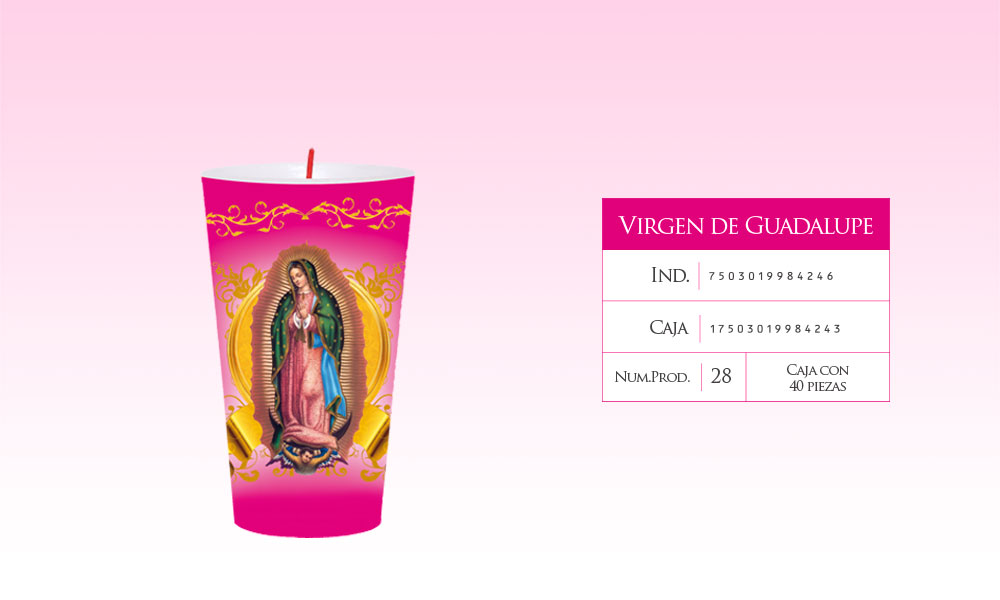 Virgen de Guadalupe
Ind. 7503019984246
Caja 17503019984243
Num.Prod. 28
Caja con
40 piezas